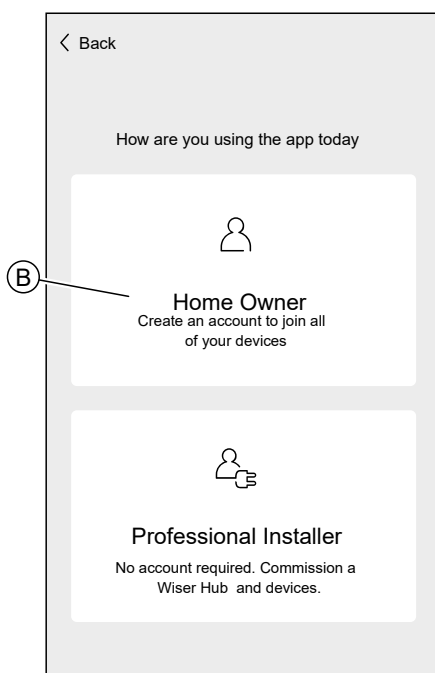 Back
How are you using the app today
B
Home Owner
Create an account to join all
of your devices
Professional Installer
No account required. Commission a
Wiser Hub and devices.